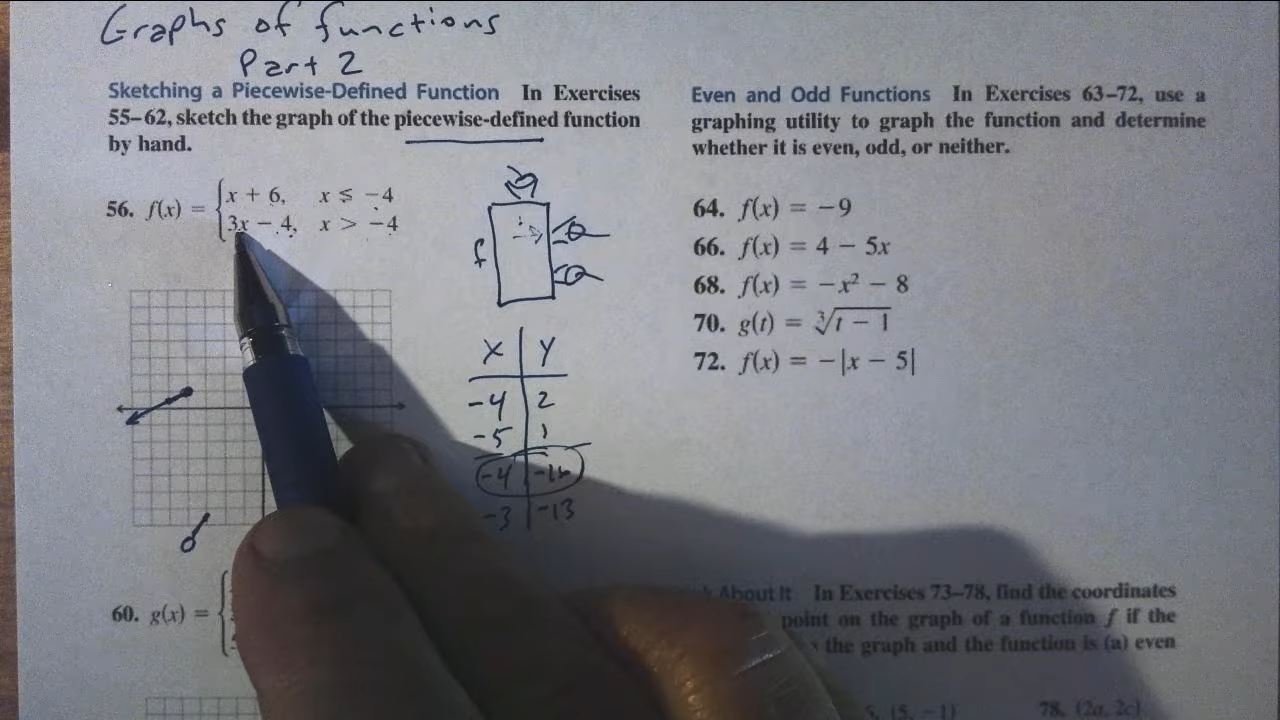 Graphs of functions
Part 2
Sketching a Piecewise-Defined Function In Exercises
55–62, sketch the graph of the piecewise-defined function
by hand.
56. f(x) = { x + 6, x ≤ -4
3x - 4, x > -4
f
x | y
-4 | 2
-5 | 1
-4
-3 | -13
60. g(x) = {
Even and Odd Functions In Exercises 63–72, use a
graphing utility to graph the function and determine
whether it is even, odd, or neither.
64. f(x) = -9
66. f(x) = 4 - 5x
68. f(x) = -x² - 8
70. g(t) = ∛t - 1
72. f(x) = -|x - 5|
About It In Exercises 73–78, find the coordinates
point on the graph of a function f if the
the graph and the function is (a) even
(5, -1) 78. (2a, 2c)